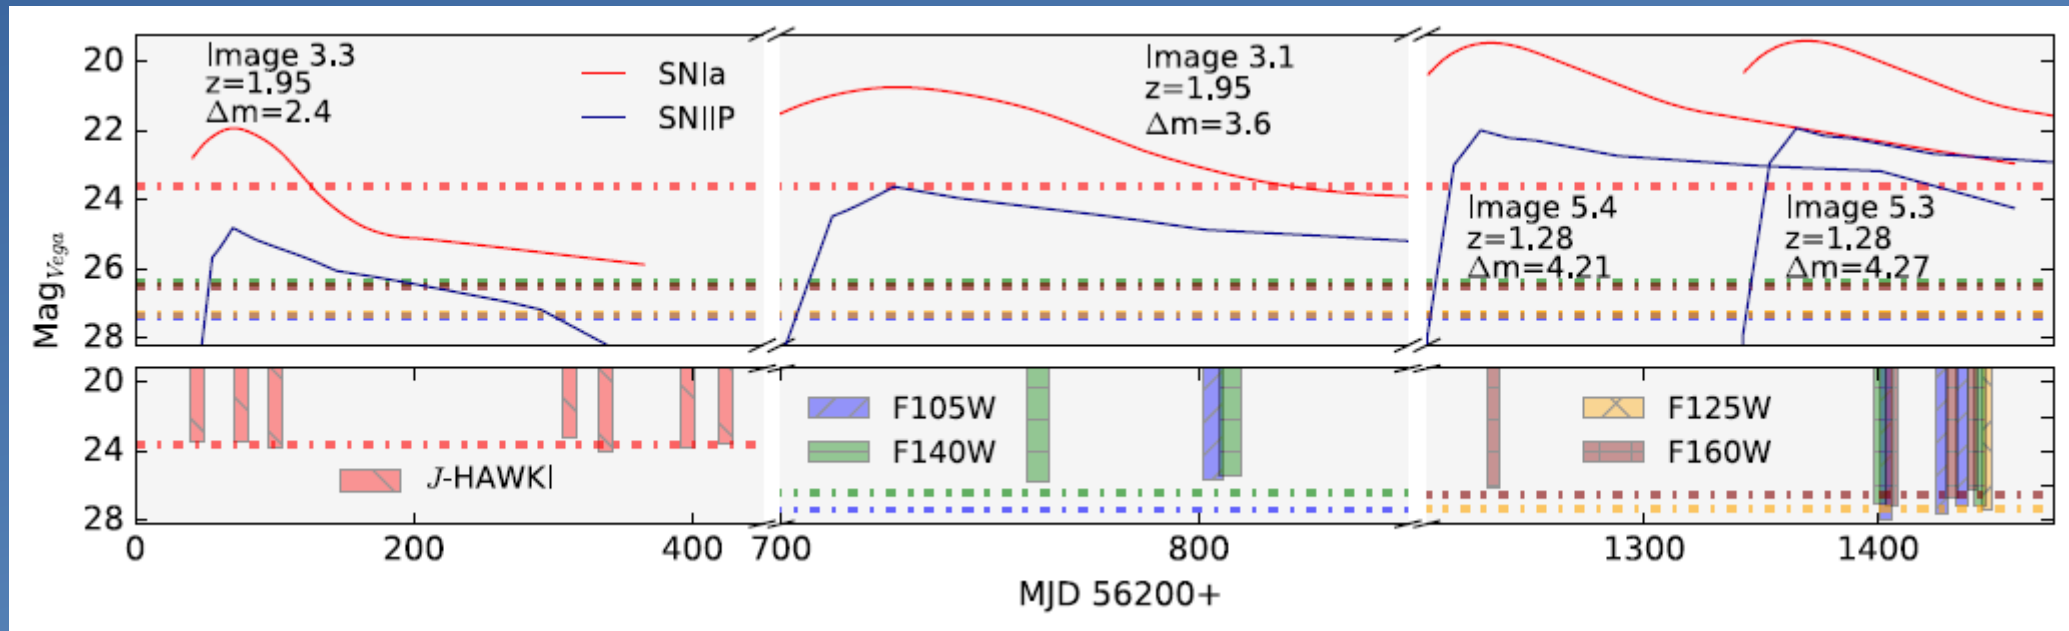 Image 3.3
z=1.95
Δm=2.4
SNIa
SNIIP
Image 3.1
z=1.95
Δm=3.6
Image 5.4
z=1.28
Δm=4.21
Image 5.3
z=1.28
Δm=4.27
20
22
24
26
28
Mag_Vega
20
24
28
J-HAWKI
F105W
F140W
F125W
F160W
0 200 400 700 800 1300 1400
MJD 56200+